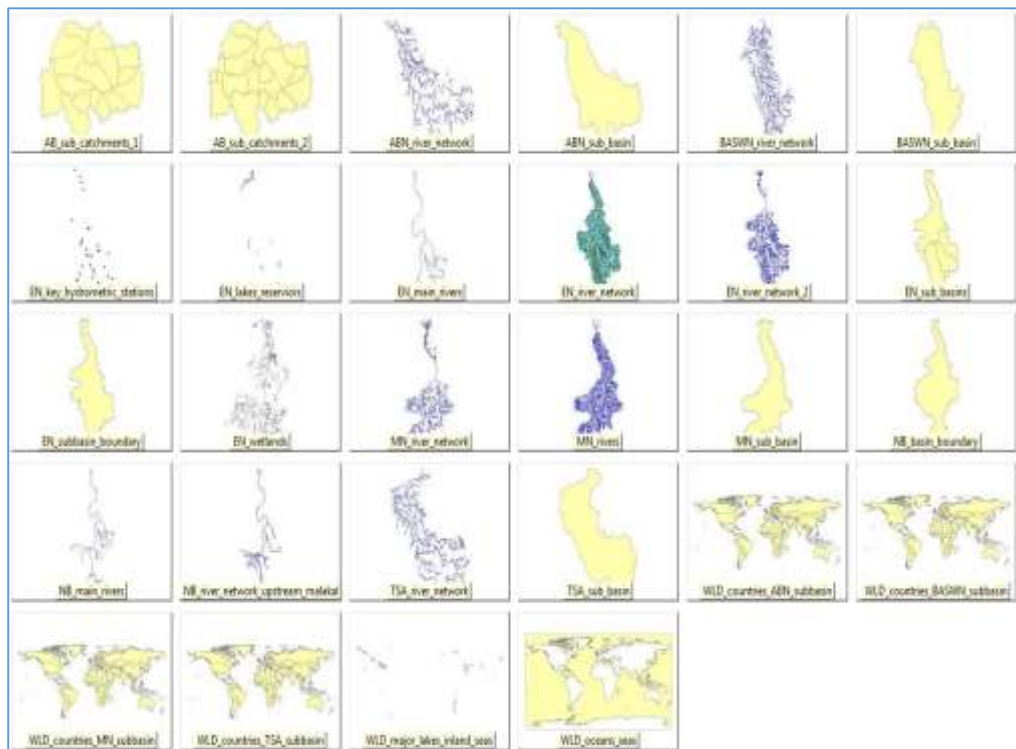 AB_sub_catchments_1
AB_sub_catchments_2
ABN_river_network
ABN_sub_basin
BASWN_river_network
BASWN_sub_basin
EN_key_hydrometric_stations
EN_lakes_reserviors
EN_main_rivers
EN_river_network
EN_river_network_2
EN_sub_basins
EN_subbasin_boundary
EN_wetlands
MN_river_network
MN_rivers
MN_sub_basin
NB_basin_boundary
NB_main_rivers
NB_river_network_upstream_malakal
TSA_river_network
TSA_sub_basin
WLD_countries_ABN_subbasin
WLD_countries_BASWN_subbasin
WLD_countries_MN_subbasin
WLD_countries_TSA_subbasin
WLD_major_lakes_inland_seas
WLD_oceans_seas